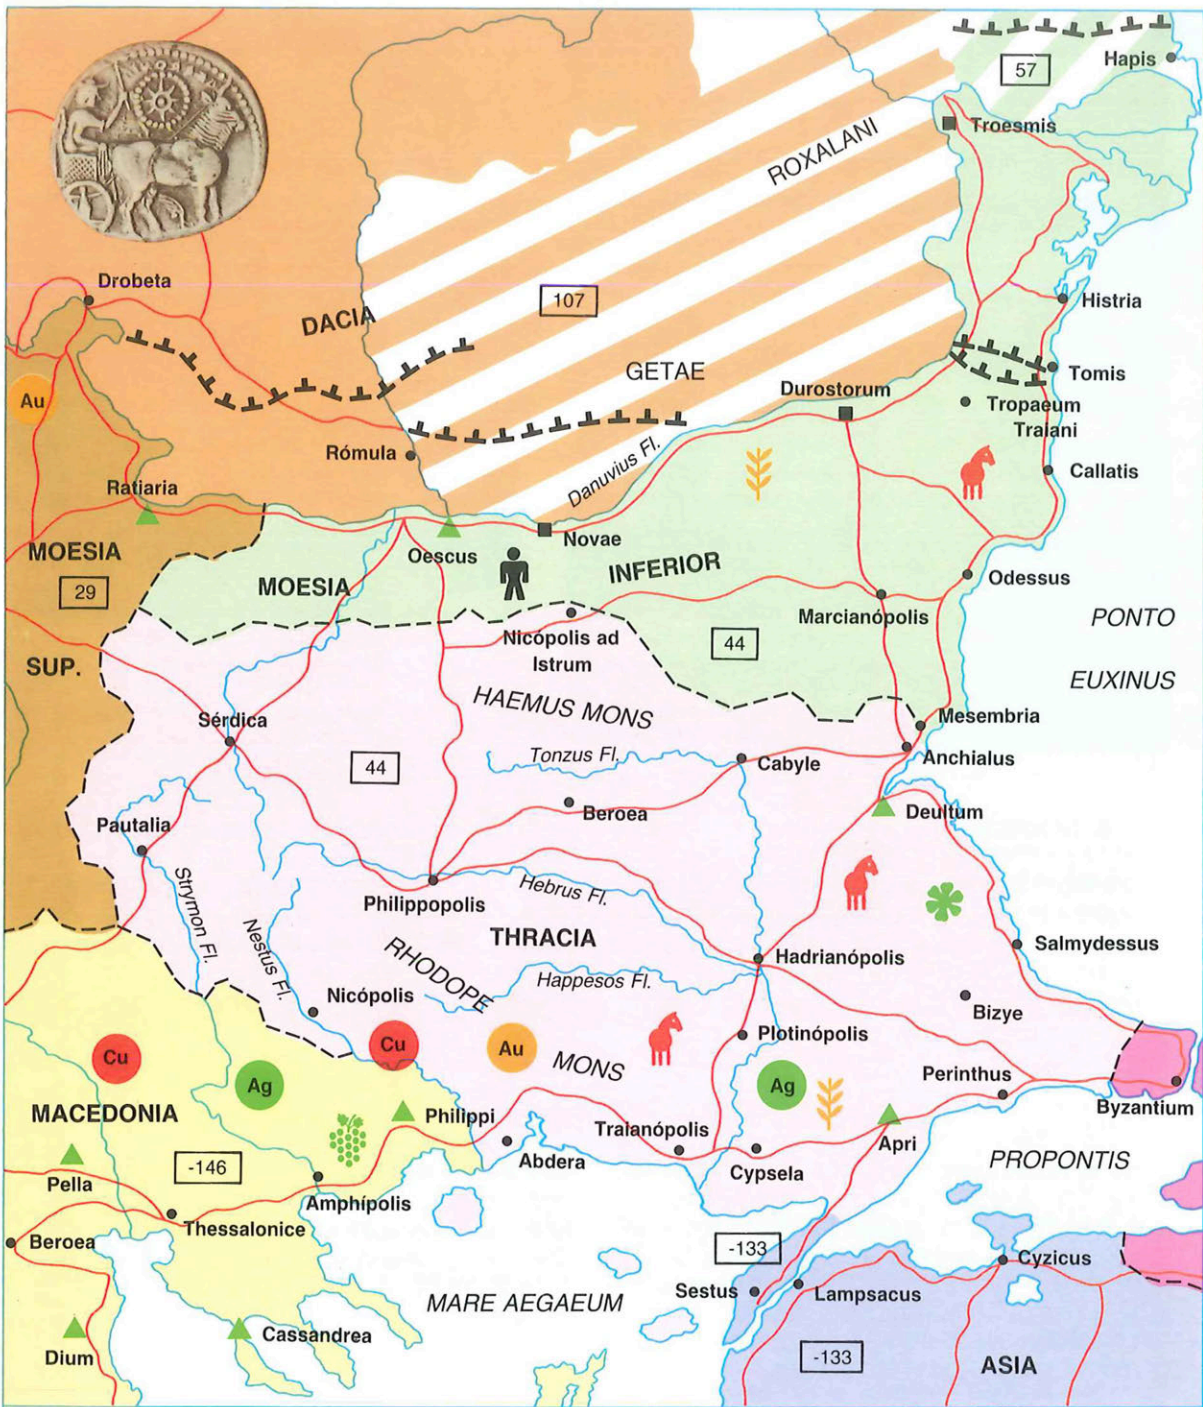 57
Hapis
Troesmis
ROXALANI
Drobeta
107
Histria
DACIA
GETAE
Tomis
Durostorum
Tropaeum
Traiani
Au
Rómula
Danuvius Fl.
Callatis
Ratiaria
Oescus
Novae
MOESIA
29
MOESIA
INFERIOR
Odessus
Marcianópolis
PONTO
EUXINUS
Nicópolis ad
Istrum
44
SUP.
HAEMUS MONS
Sérdica
Mesembria
Anchialus
Tonzus Fl.
Cabyle
44
Beroea
Deultum
Pautalia
Strymon Fl.
Hebrus Fl.
Philippopolis
Nestus Fl.
THRACIA
Salmydessus
RHODOPE
Hadrianópolis
Happesos Fl.
Nicópolis
Bizye
Plotinópolis
Cu
Cu
Au
MONS
Ag
Ag
Perinthus
Byzantium
MACEDONIA
Philippi
Traianópolis
Apri
Abdera
Cypsela
PROPONTIS
-146
Pella
Amphípolis
Thessalonice
Beroea
-133
Cyzicus
Sestus
Lampsacus
MARE AEGAEUM
Cassandrea
Dium
-133
ASIA